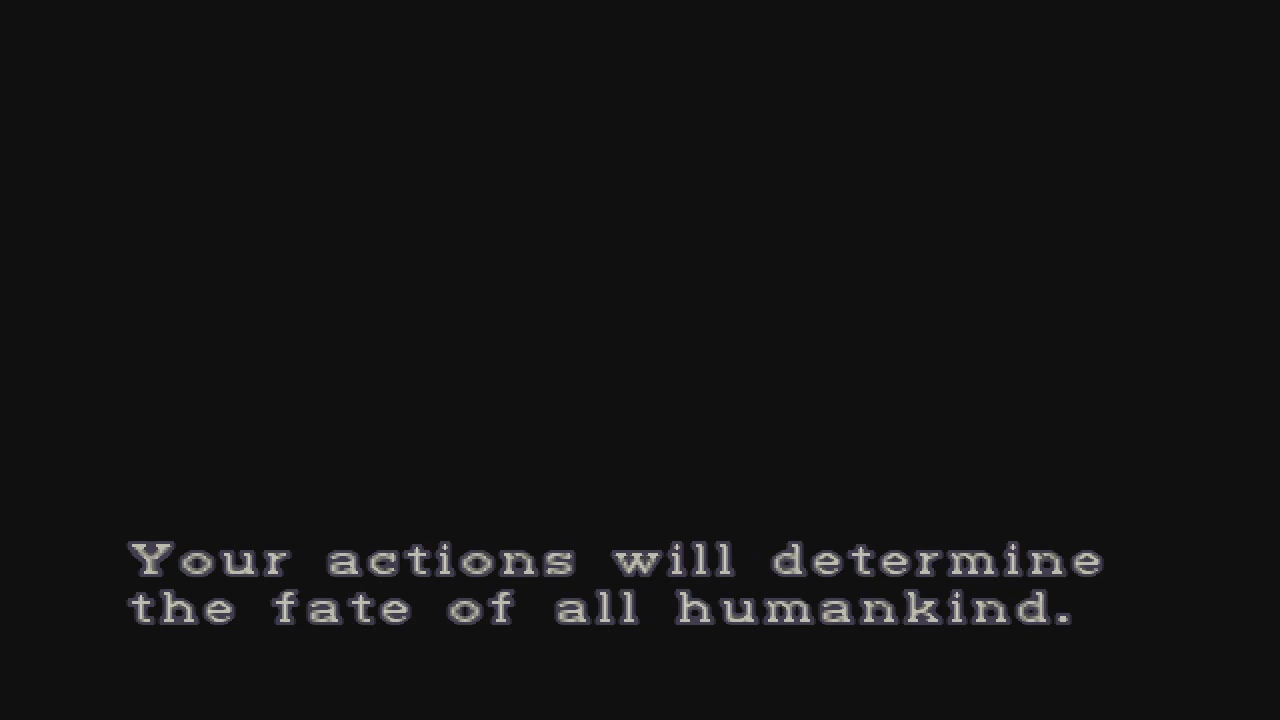 Your actions will determine
the fate of all humankind.